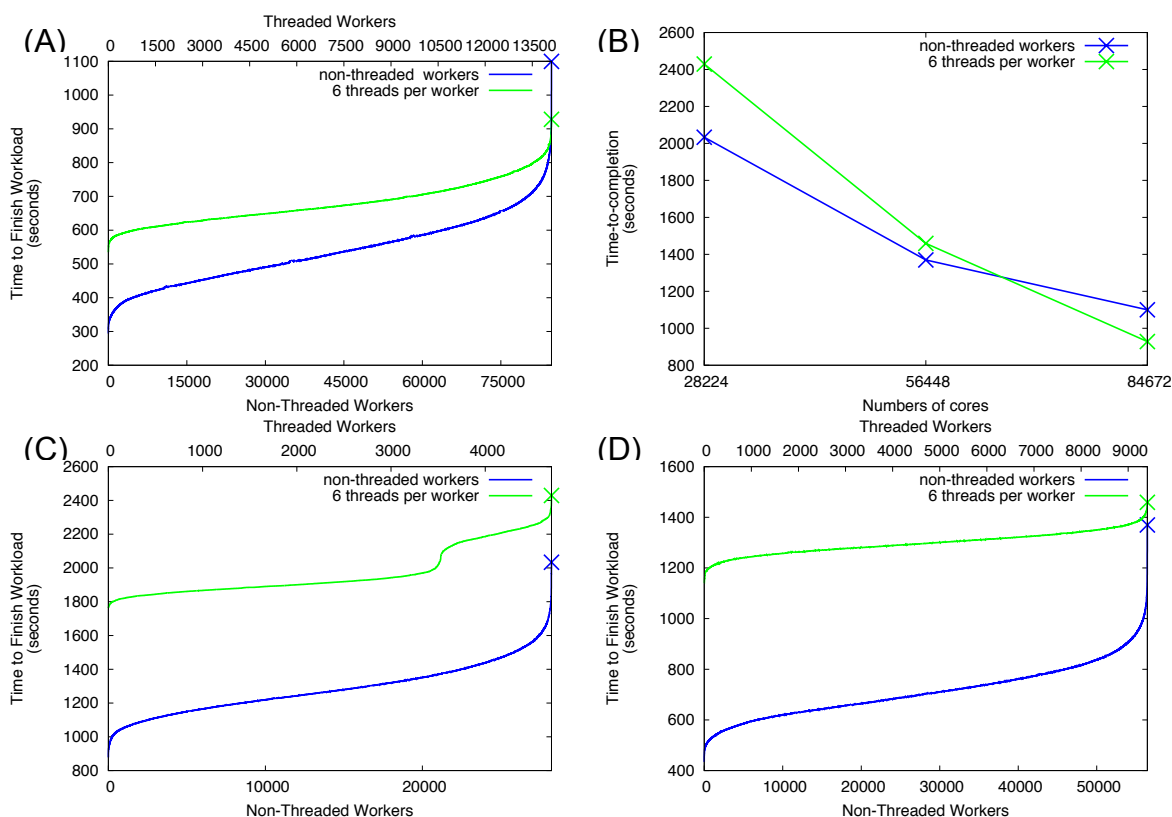 (A)
Threaded Workers
0 1500 3000 4500 6000 7500 9000 10500 12000 13500
1100
1000
900
800
700
600
500
400
300
200
Time to Finish Workload
(seconds)
non-threaded workers
6 threads per worker
0 15000 30000 45000 60000 75000
Non-Threaded Workers
(B)
2600
2400
2200
2000
1800
1600
1400
1200
1000
800
Time-to-completion
(seconds)
non-threaded workers
6 threads per worker
28224 56448 84672
Numbers of cores
(C)
Threaded Workers
0 1000 2000 3000 4000
2600
2400
2200
2000
1800
1600
1400
1200
1000
800
Time to Finish Workload
(seconds)
non-threaded workers
6 threads per worker
0 10000 20000
Non-Threaded Workers
(D)
Threaded Workers
0 1000 2000 3000 4000 5000 6000 7000 8000 9000
1600
1400
1200
1000
800
600
400
Time to Finish Workload
(seconds)
non-threaded workers
6 threads per worker
0 10000 20000 30000 40000 50000
Non-Threaded Workers